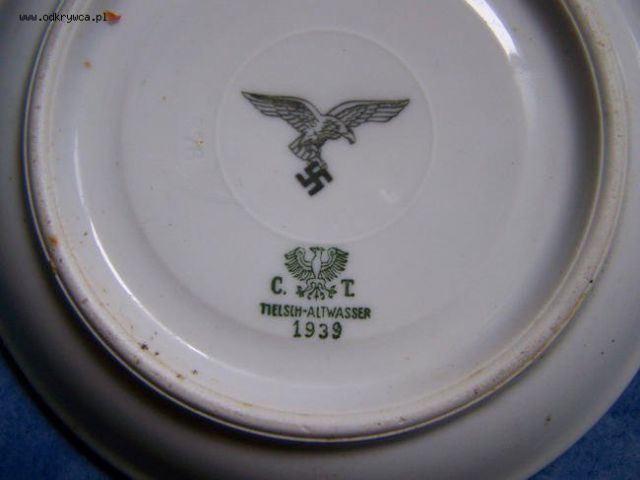 www.odkrywca.pl
C. T.
TIELSCH-ALTWASSER
1939